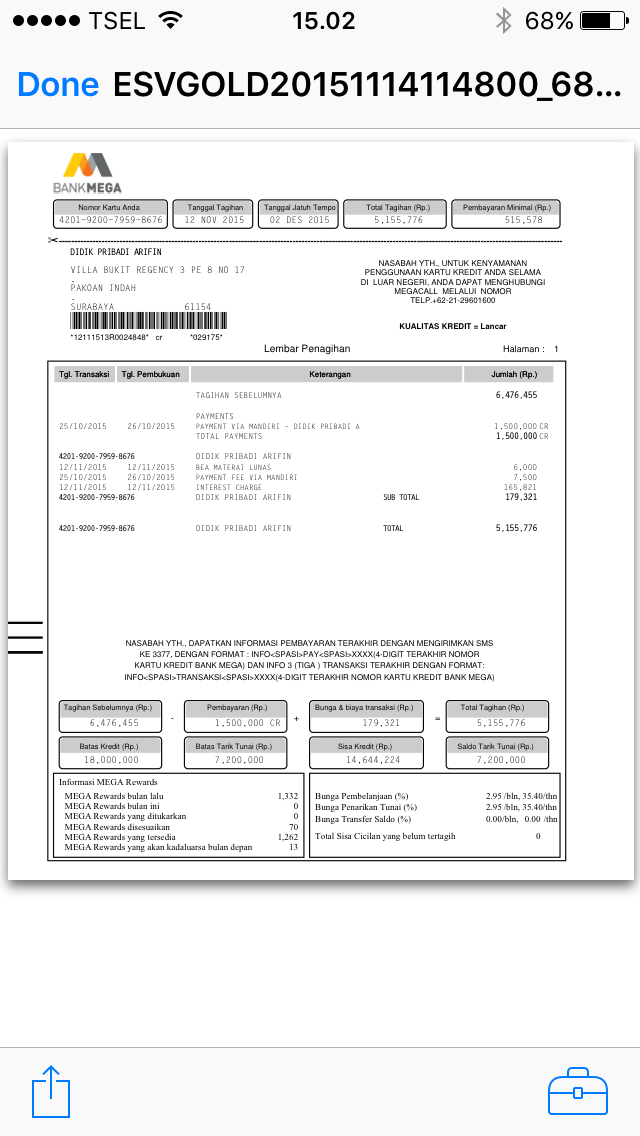 TSEL 15.02 68%
Done ESVGOLD20151114114800_68...
BANKMEGA
Nomor Kartu Anda Tanggal Tagihan Tanggal Jatuh Tempo Total Tagihan (Rp.) Pembayaran Minimal (Rp.)
4201-9200-7959-8676 12 NOV 2015 02 DES 2015 5,155,776 515,578
DIDIK PRIBADI ARIFIN
VILLA BUKIT REGENCY 3 PE 8 NO 17
.
PAKOAN INDAH
.
SURABAYA 61154
*12111513R0024848* cr *029175*
NASABAH YTH., UNTUK KENYAMANAN
PENGGUNAAN KARTU KREDIT ANDA SELAMA
DI LUAR NEGERI, ANDA DAPAT MENGHUBUNGI
MEGACALL MELALUI NOMOR
TELP.+62-21-29601600
KUALITAS KREDIT = Lancar
Lembar Penagihan Halaman : 1
Tgl. Transaksi Tgl. Pembukuan Keterangan Jumlah (Rp.)
TAGIHAN SEBELUMNYA 6,476,455
PAYMENTS
25/10/2015 26/10/2015 PAYMENT VIA MANDIRI - DIDIK PRIBADI A 1,500,000 CR
TOTAL PAYMENTS 1,500,000 CR
4201-9200-7959-8676 DIDIK PRIBADI ARIFIN
12/11/2015 12/11/2015 BEA MATERAI LUNAS 6,000
25/10/2015 26/10/2015 PAYMENT FEE VIA MANDIRI 7,500
12/11/2015 12/11/2015 INTEREST CHARGE 165,821
4201-9200-7959-8676 DIDIK PRIBADI ARIFIN SUB TOTAL 179,321
4201-9200-7959-8676 DIDIK PRIBADI ARIFIN TOTAL 5,155,776
NASABAH YTH., DAPATKAN INFORMASI PEMBAYARAN TERAKHIR DENGAN MENGIRIMKAN SMS
KE 3377, DENGAN FORMAT : INFO<SPASI>PAY<SPASI>XXXX(4-DIGIT TERAKHIR NOMOR
KARTU KREDIT BANK MEGA) DAN INFO 3 (TIGA ) TRANSAKSI TERAKHIR DENGAN FORMAT:
INFO<SPASI>TRANSAKSI<SPASI>XXXX(4-DIGIT TERAKHIR NOMOR KARTU KREDIT BANK MEGA)
Tagihan Sebelumnya (Rp.) Pembayaran (Rp.) Bunga & biaya transaksi (Rp.) Total Tagihan (Rp.)
6,476,455 - 1,500,000 CR + 179,321 = 5,155,776
Batas Kredit (Rp.) Batas Tarik Tunai (Rp.) Sisa Kredit (Rp.) Saldo Tarik Tunai (Rp.)
18,000,000 7,200,000 14,644,224 7,200,000
Informasi MEGA Rewards
MEGA Rewards bulan lalu 1,332
MEGA Rewards bulan ini 0
MEGA Rewards yang ditukarkan 0
MEGA Rewards disesuaikan 70
MEGA Rewards yang tersedia 1,262
MEGA Rewards yang akan kadaluarsa bulan depan 13
Bunga Pembelanjaan (%) 2.95 /bln, 35.40/thn
Bunga Penarikan Tunai (%) 2.95 /bln, 35.40/thn
Bunga Transfer Saldo (%) 0.00/bln, 0.00 /thn
Total Sisa Cicilan yang belum tertagih 0